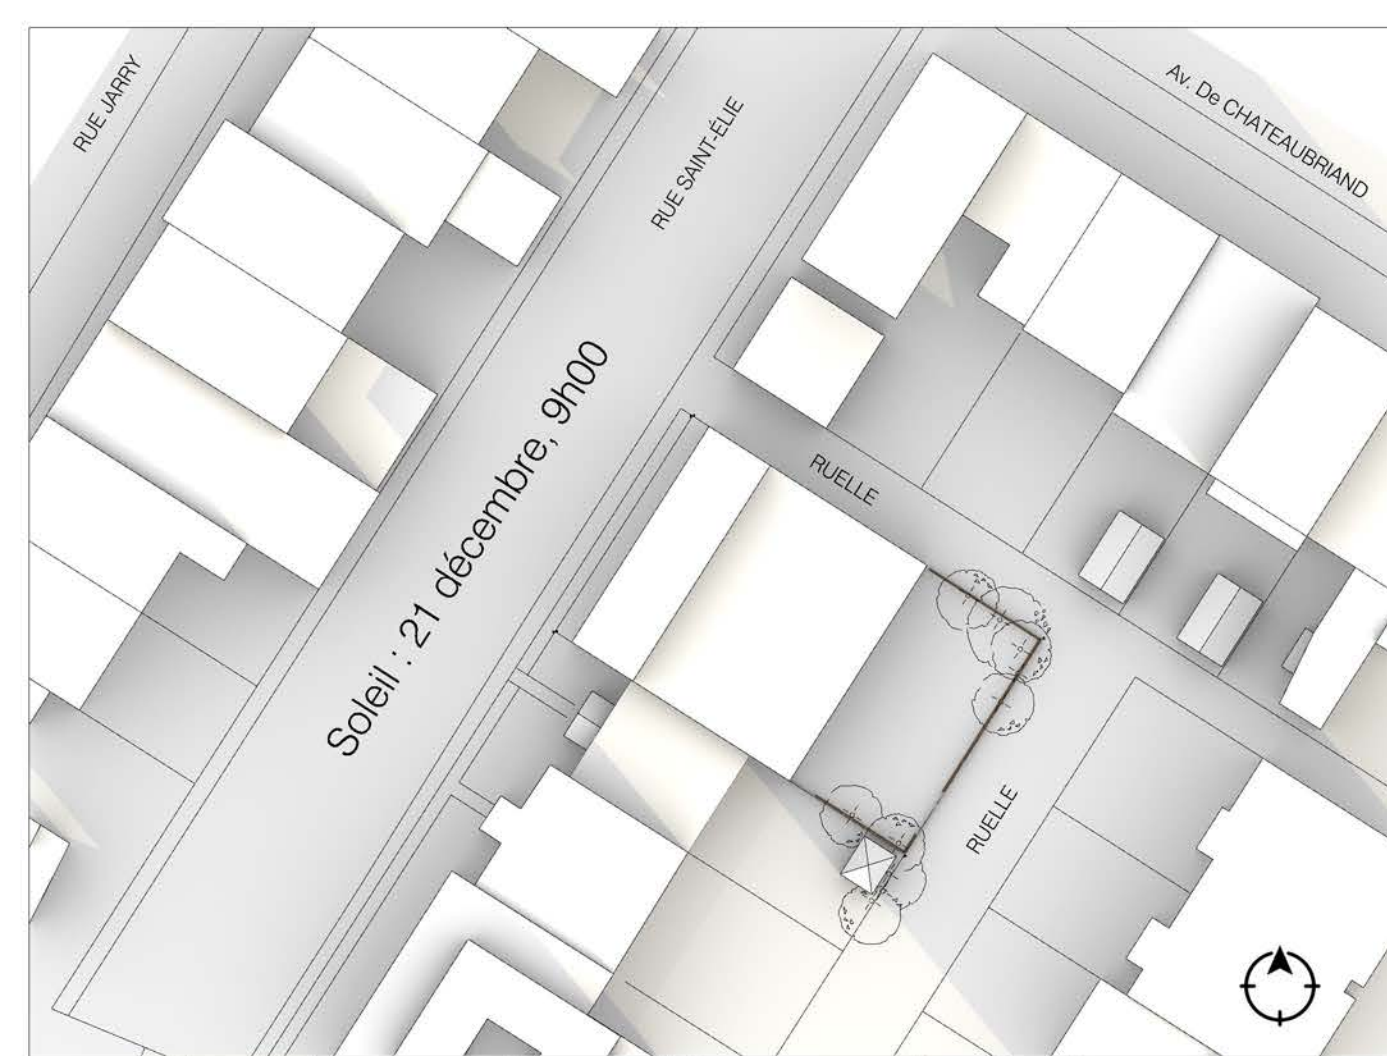 RUE JARRY
RUE SAINT-ÉLIE
Av. De CHATEAUBRIAND
Soleil : 21 décembre, 9h00
RUELLE
RUELLE